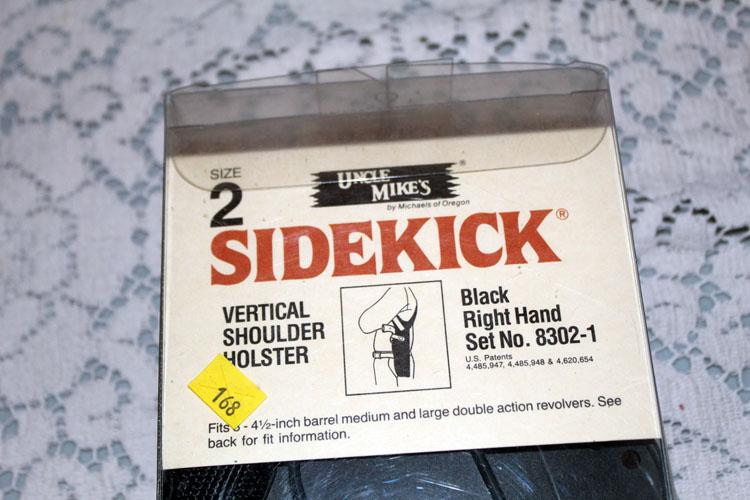 SIZE
2
UNCLE
MIKE'S®
by Michaels of Oregon
SIDEKICK®
VERTICAL
SHOULDER
HOLSTER
Black
Right Hand
Set No. 8302-1
U.S. Patents
4,485,947, 4,485,948 & 4,620,654
168
Fits - 4½-inch barrel medium and large double action revolvers. See
back for fit information.